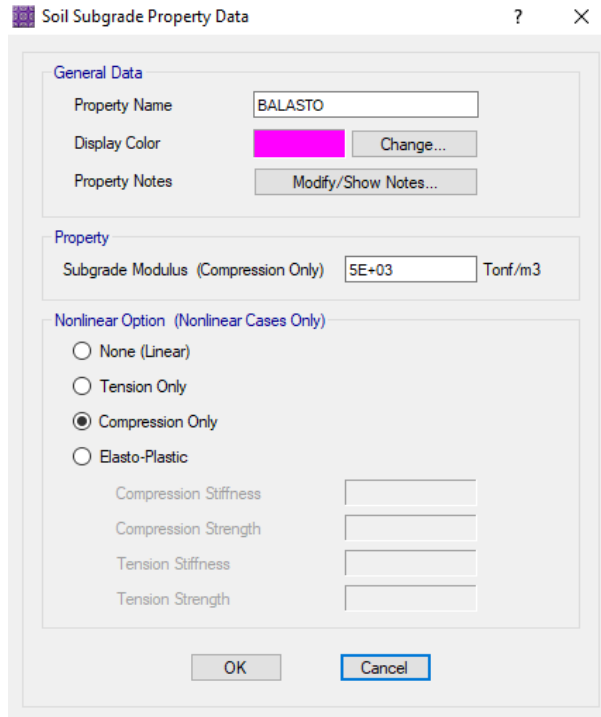 Soil Subgrade Property Data ? ×
General Data
Property Name BALASTO
Display Color Change...
Property Notes Modify/Show Notes...
Property
Subgrade Modulus (Compression Only) 5E+03 Tonf/m3
Nonlinear Option (Nonlinear Cases Only)
None (Linear)
Tension Only
Compression Only
Elasto-Plastic
Compression Stiffness
Compression Strength
Tension Stiffness
Tension Strength
OK Cancel